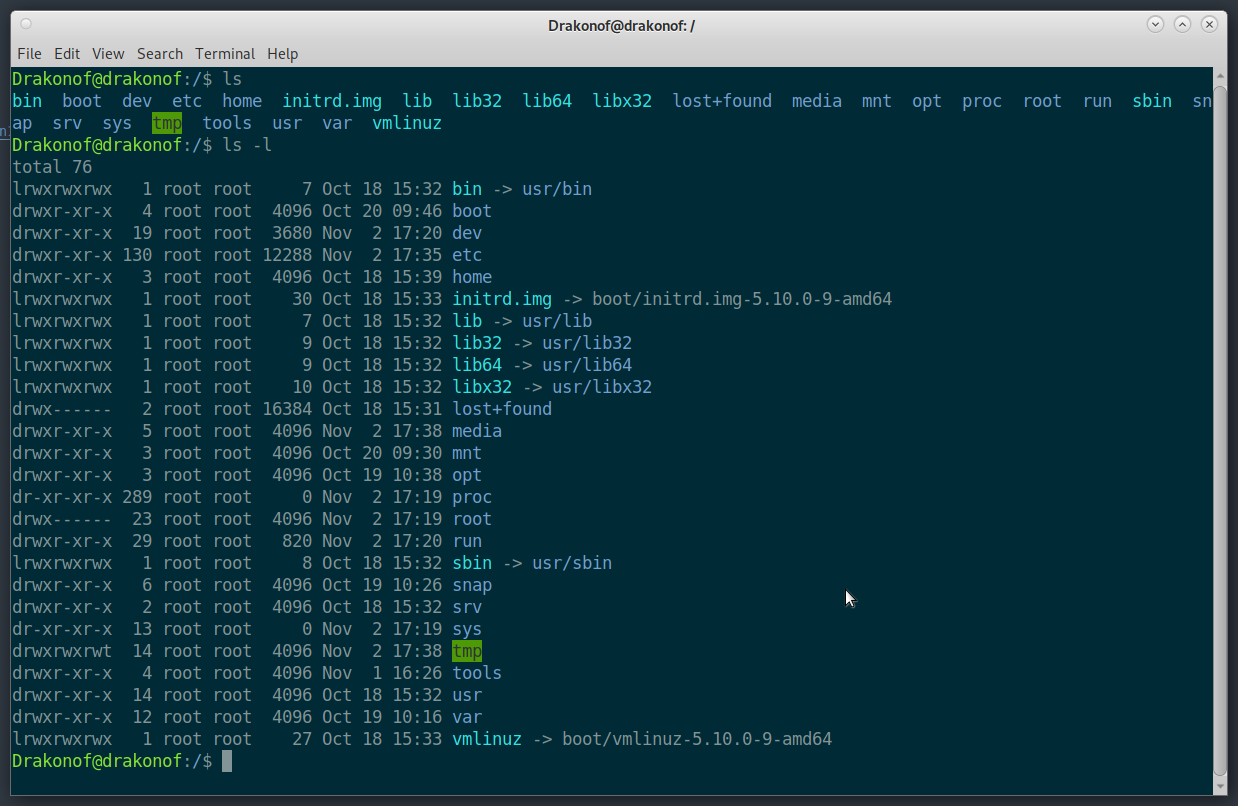 Drakonof@drakonof: /
File Edit View Search Terminal Help
Drakonof@drakonof:/$ ls
bin  boot  dev  etc  home  initrd.img  lib  lib32  lib64  libx32  lost+found  media  mnt  opt  proc  root  run  sbin  sn
ap  srv  sys  tmp  tools  usr  var  vmlinuz
Drakonof@drakonof:/$ ls -l
total 76
lrwxrwxrwx   1 root root     7 Oct 18 15:32 bin -> usr/bin
drwxr-xr-x   4 root root  4096 Oct 20 09:46 boot
drwxr-xr-x  19 root root  3680 Nov  2 17:20 dev
drwxr-xr-x 130 root root 12288 Nov  2 17:35 etc
drwxr-xr-x   3 root root  4096 Oct 18 15:39 home
lrwxrwxrwx   1 root root    30 Oct 18 15:33 initrd.img -> boot/initrd.img-5.10.0-9-amd64
lrwxrwxrwx   1 root root     7 Oct 18 15:32 lib -> usr/lib
lrwxrwxrwx   1 root root     9 Oct 18 15:32 lib32 -> usr/lib32
lrwxrwxrwx   1 root root     9 Oct 18 15:32 lib64 -> usr/lib64
lrwxrwxrwx   1 root root    10 Oct 18 15:32 libx32 -> usr/libx32
drwx------   2 root root 16384 Oct 18 15:31 lost+found
drwxr-xr-x   5 root root  4096 Nov  2 17:38 media
drwxr-xr-x   3 root root  4096 Oct 20 09:30 mnt
drwxr-xr-x   3 root root  4096 Oct 19 10:38 opt
dr-xr-xr-x 289 root root     0 Nov  2 17:19 proc
drwx------  23 root root  4096 Nov  2 17:19 root
drwxr-xr-x  29 root root   820 Nov  2 17:20 run
lrwxrwxrwx   1 root root     8 Oct 18 15:32 sbin -> usr/sbin
drwxr-xr-x   6 root root  4096 Oct 19 10:26 snap
drwxr-xr-x   2 root root  4096 Oct 18 15:32 srv
dr-xr-xr-x  13 root root     0 Nov  2 17:19 sys
drwxrwxrwt  14 root root  4096 Nov  2 17:38 tmp
drwxr-xr-x   4 root root  4096 Nov  1 16:26 tools
drwxr-xr-x  14 root root  4096 Oct 18 15:32 usr
drwxr-xr-x  12 root root  4096 Oct 19 10:16 var
lrwxrwxrwx   1 root root    27 Oct 18 15:33 vmlinuz -> boot/vmlinuz-5.10.0-9-amd64
Drakonof@drakonof:/$